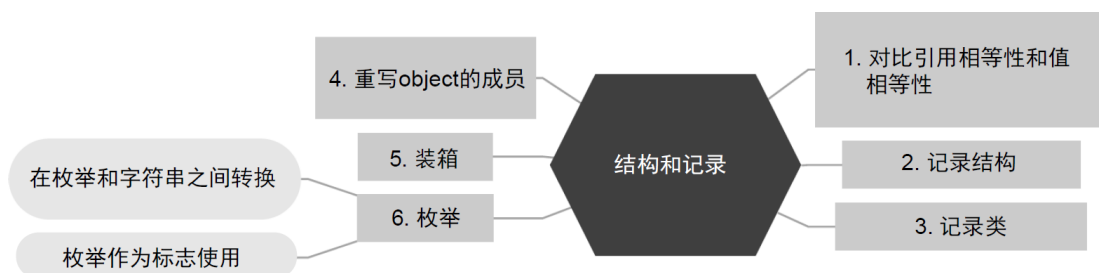 结构和记录
1. 对比引用相等性和值
相等性
2. 记录结构
3. 记录类
4. 重写object的成员
5. 装箱
6. 枚举
在枚举和字符串之间转换
枚举作为标志使用